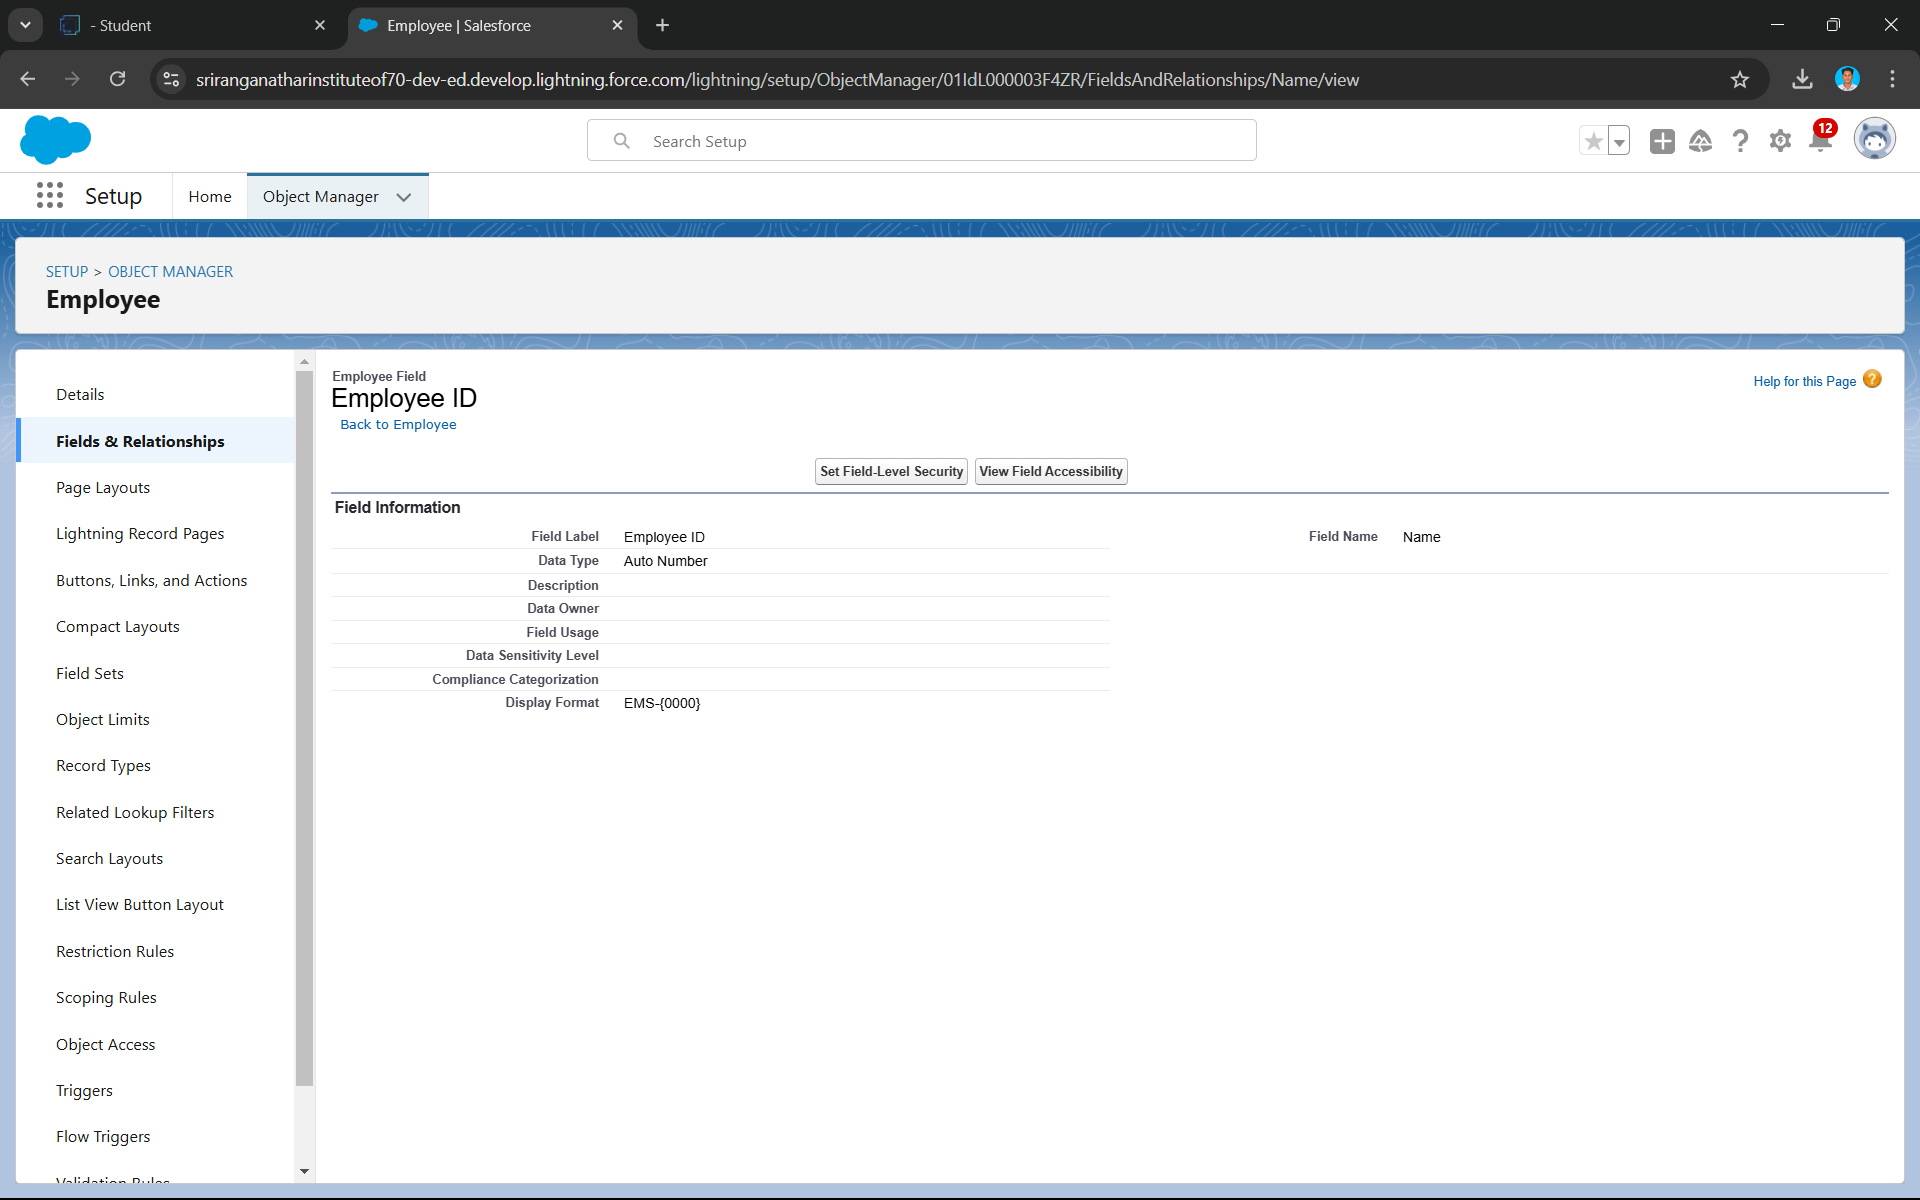 - Student
Employee | Salesforce
sriranganatharinstituteof70-dev-ed.develop.lightning.force.com/lightning/setup/ObjectManager/01IdL000003F4ZR/FieldsAndRelationships/Name/view
Search Setup
12
Setup
Home
Object Manager
SETUP > OBJECT MANAGER
Employee
Details
Fields & Relationships
Page Layouts
Lightning Record Pages
Buttons, Links, and Actions
Compact Layouts
Field Sets
Object Limits
Record Types
Related Lookup Filters
Search Layouts
List View Button Layout
Restriction Rules
Scoping Rules
Object Access
Triggers
Flow Triggers
Validation Rules
Employee Field
Employee ID
Back to Employee
Help for this Page ?
Set Field-Level Security View Field Accessibility
Field Information
Field Label Employee ID Field Name Name
Data Type Auto Number
Description
Data Owner
Field Usage
Data Sensitivity Level
Compliance Categorization
Display Format EMS-{0000}